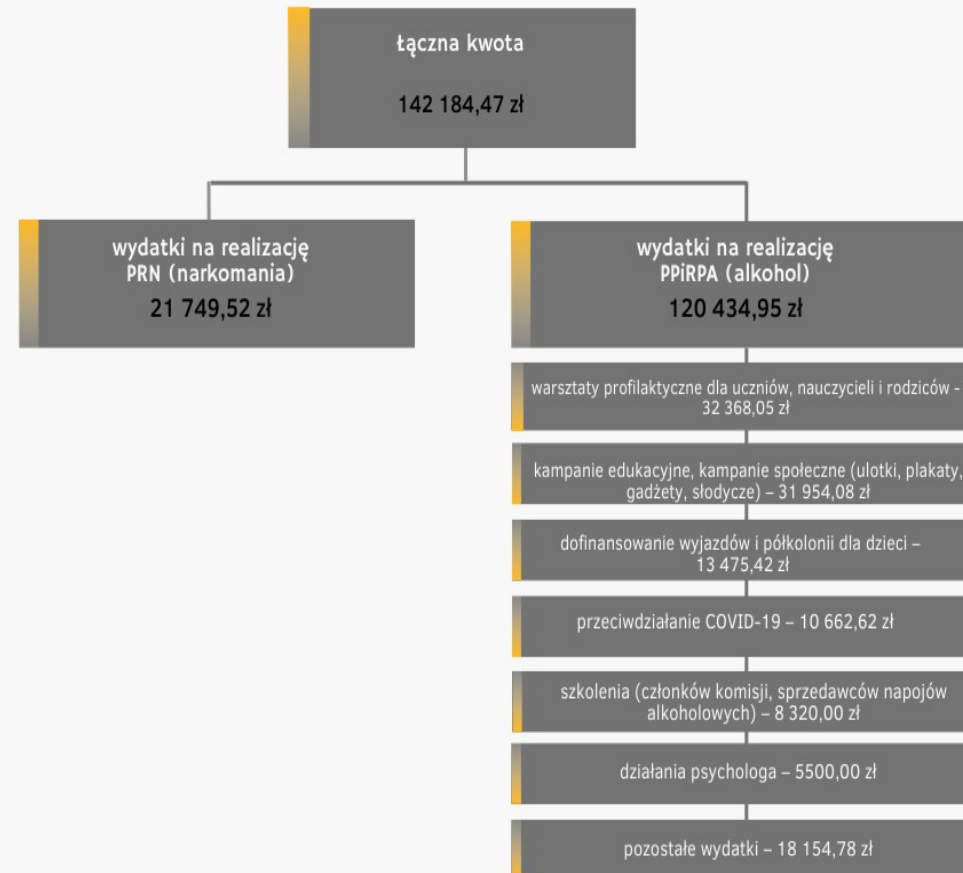 łączna kwota
142 184,47 zł
wydatki na realizację
PRN (narkomania)
21 749,52 zł
wydatki na realizację
PPiRPA (alkohol)
120 434,95 zł
warsztaty profilaktyczne dla uczniów, nauczycieli i rodziców -
32 368,05 zł
kampanie edukacyjne, kampanie społeczne (ulotki, plakaty,
gadżety, słodycze) – 31 954,08 zł
dofinansowanie wyjazdów i półkolonii dla dzieci –
13 475,42 zł
przeciwdziałanie COVID-19 – 10 662,62 zł
szkolenia (członków komisji, sprzedawców napojów
alkoholowych) – 8 320,00 zł
działania psychologa – 5500,00 zł
pozostałe wydatki – 18 154,78 zł